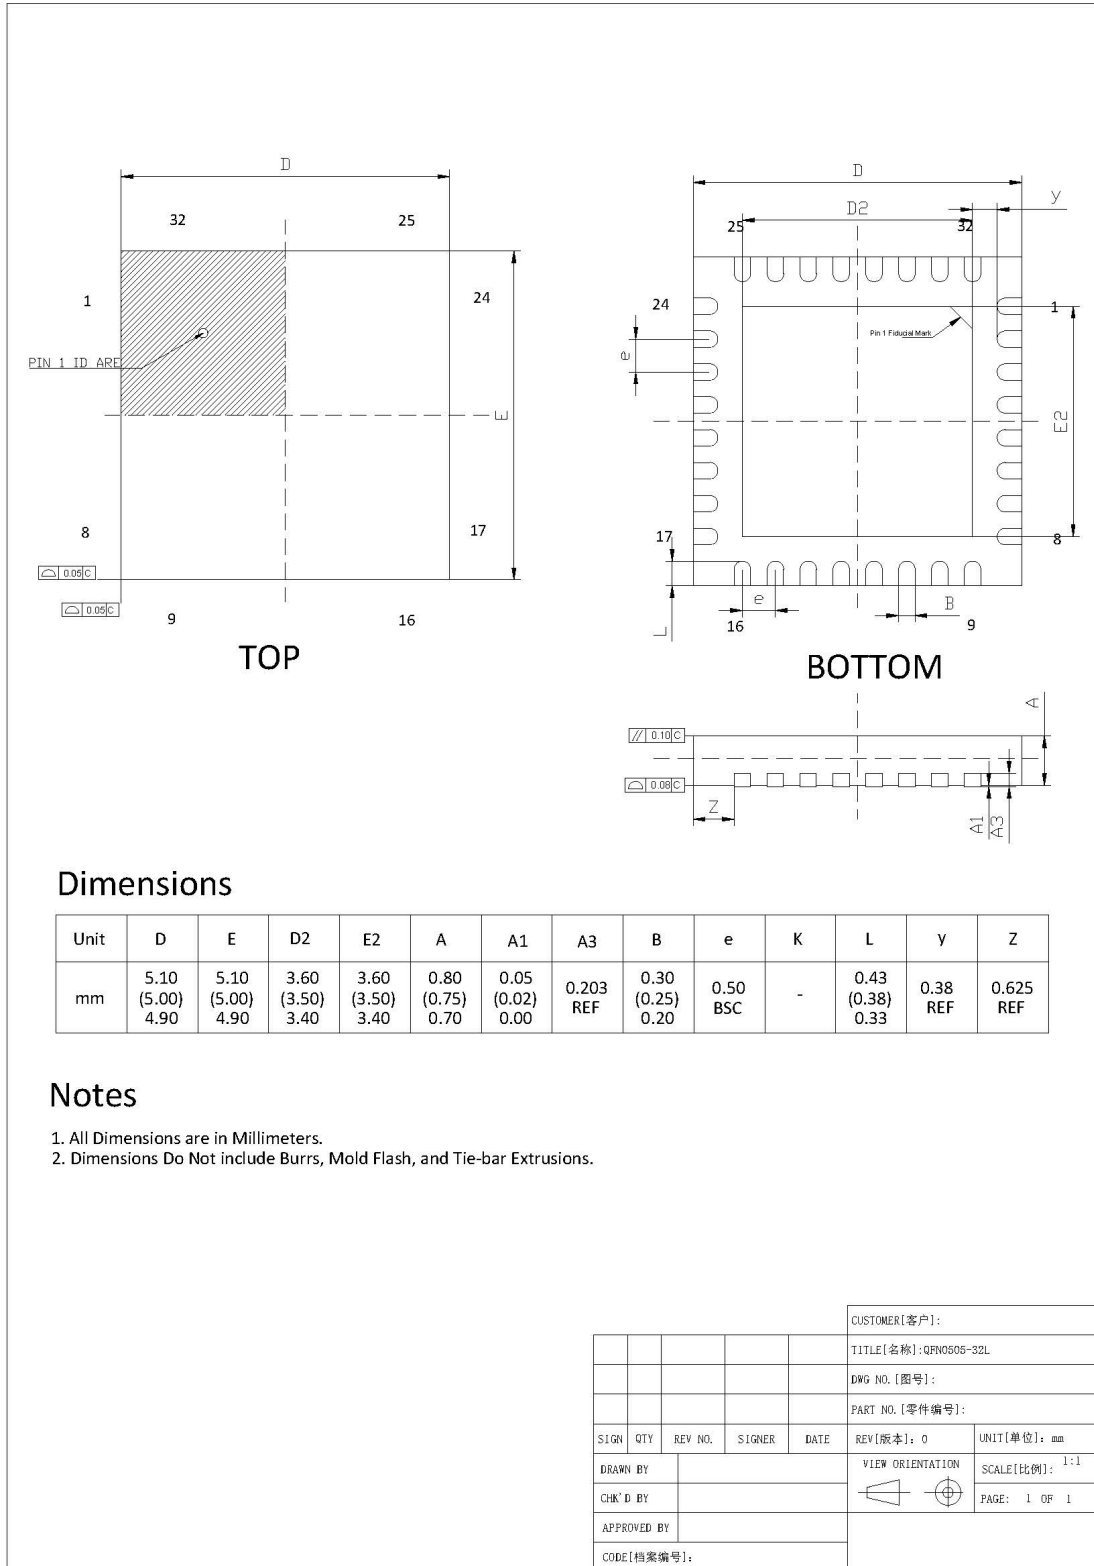 D
32 25
1 24
PIN 1 ID ARE
E
8 17
⌓ 0.05 C
⌓ 0.05 C
9 16
TOP
D
D2
y
25 32
24 1
Pin 1 Fiducial Mark
e
E2
17 8
L
e
B
16 9
BOTTOM
A
// 0.10 C
⌓ 0.08 C
Z
A1
A3
Dimensions
Unit D E D2 E2 A A1 A3 B e K L y Z
mm 5.10 (5.00) 4.90 5.10 (5.00) 4.90 3.60 (3.50) 3.40 3.60 (3.50) 3.40 0.80 (0.75) 0.70 0.05 (0.02) 0.00 0.203 REF 0.30 (0.25) 0.20 0.50 BSC - 0.43 (0.38) 0.33 0.38 REF 0.625 REF
Notes
1. All Dimensions are in Millimeters.
2. Dimensions Do Not include Burrs, Mold Flash, and Tie-bar Extrusions.
CUSTOMER[客户]:
TITLE[名称]:QFN0505-32L
DWG NO.[图号]:
PART NO.[零件编号]:
SIGN QTY REV NO. SIGNER DATE REV[版本]: 0 UNIT[单位]: mm
DRAWN BY VIEW ORIENTATION SCALE[比例]: 1:1
CHK'D BY PAGE: 1 OF 1
APPROVED BY
CODE[档案编号]: